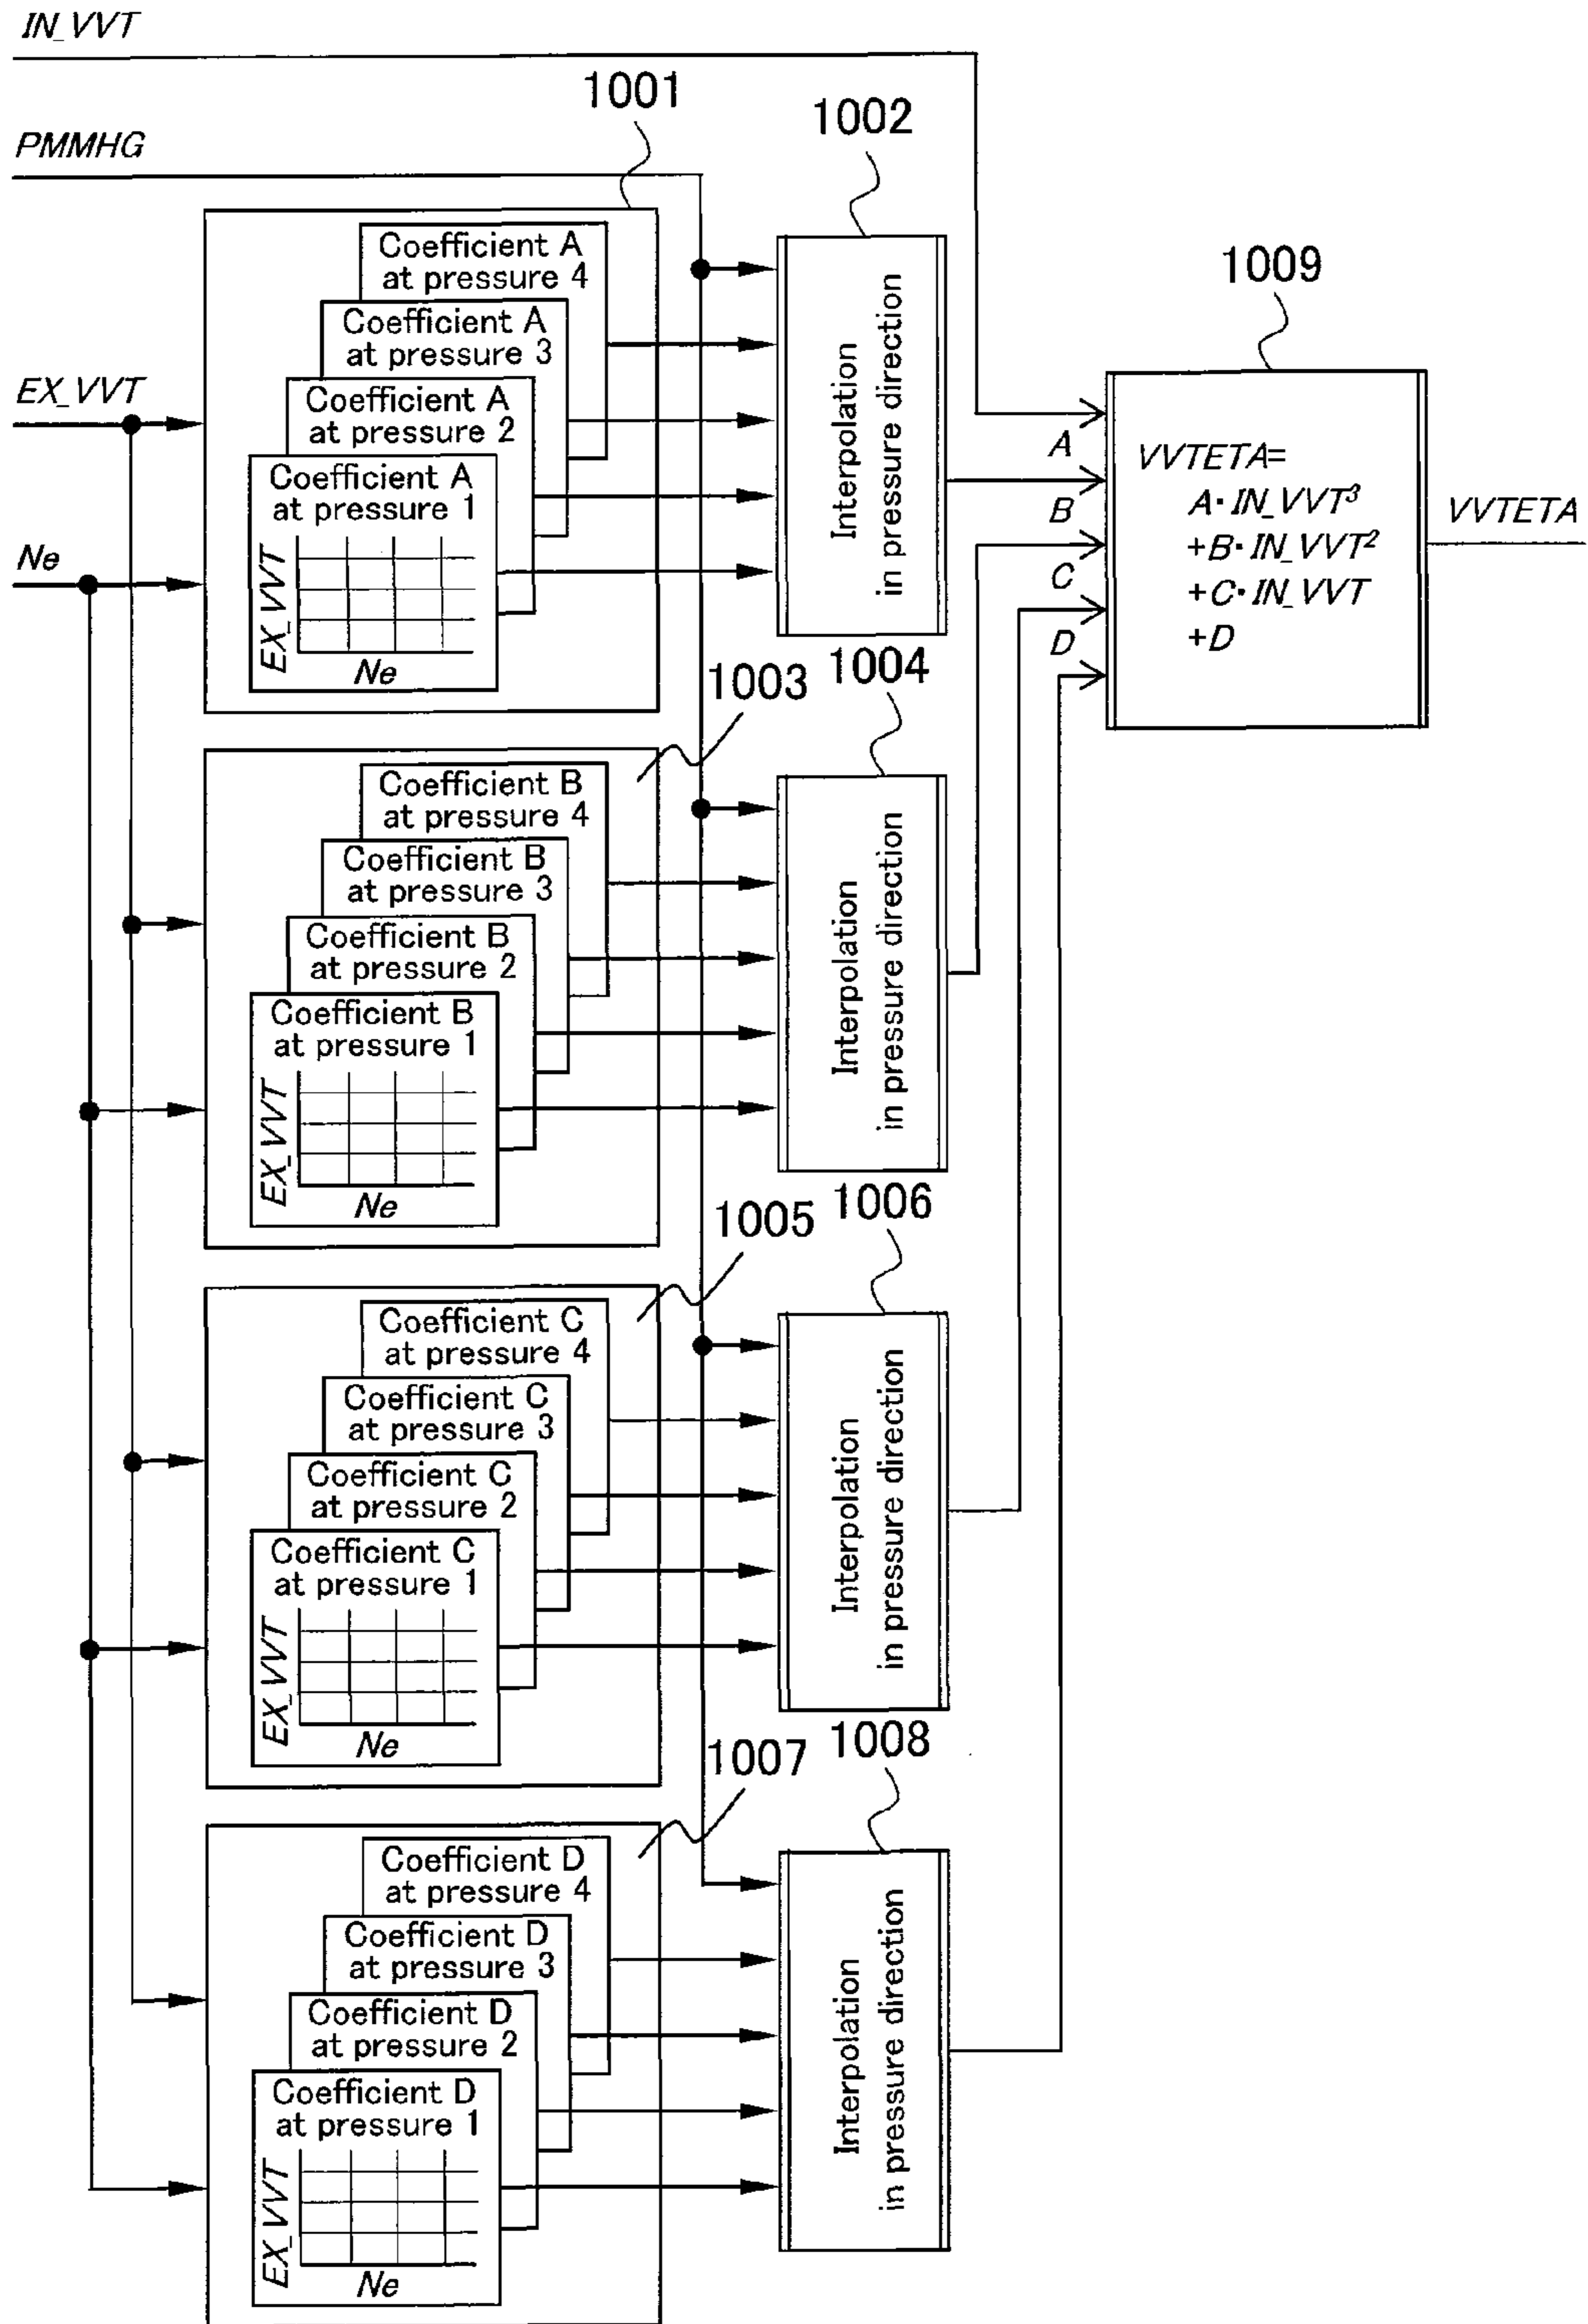 IN_VVT
PMMHG
EX_VVT
Ne
1001
Coefficient A
at pressure 4
Coefficient A
at pressure 3
Coefficient A
at pressure 2
Coefficient A
at pressure 1
EX_VVT
Ne
1002
Interpolation
in pressure direction
1003
Coefficient B
at pressure 4
Coefficient B
at pressure 3
Coefficient B
at pressure 2
Coefficient B
at pressure 1
EX_VVT
Ne
1004
Interpolation
in pressure direction
1005
Coefficient C
at pressure 4
Coefficient C
at pressure 3
Coefficient C
at pressure 2
Coefficient C
at pressure 1
EX_VVT
Ne
1006
Interpolation
in pressure direction
1007
Coefficient D
at pressure 4
Coefficient D
at pressure 3
Coefficient D
at pressure 2
Coefficient D
at pressure 1
EX_VVT
Ne
1008
Interpolation
in pressure direction
1009
A
B
C
D
VVTETA=
A·IN_VVT³
+B·IN_VVT²
+C·IN_VVT
+D
VVTETA